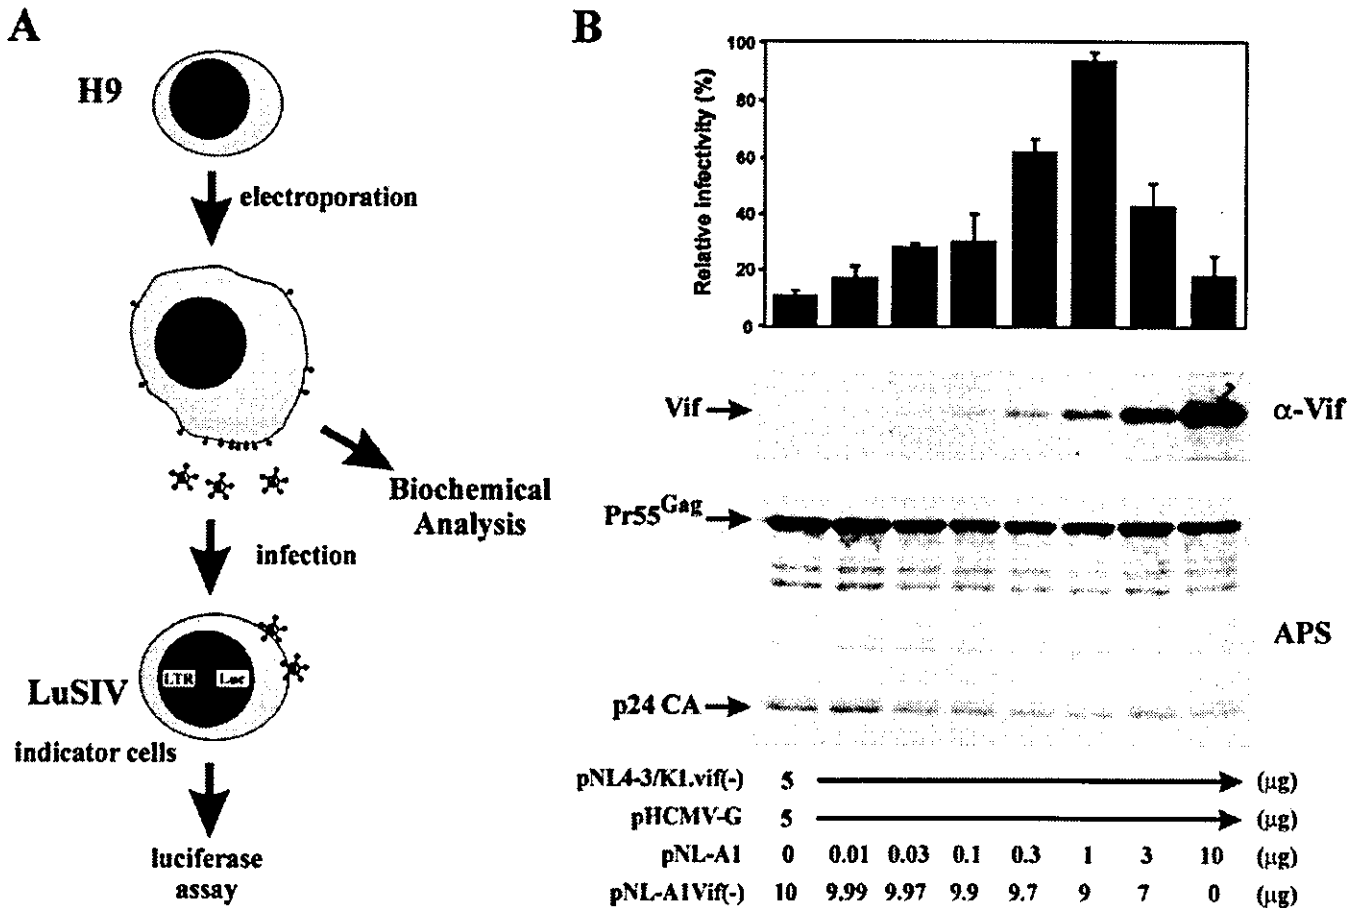 A
H9
electroporation
Biochemical
Analysis
infection
LTR Luc
LuSIV
indicator cells
luciferase
assay
B
Relative infectivity (%)
100
80
60
40
20
0
Vif
α-Vif
Pr55Gag
APS
p24 CA
pNL4-3/K1.vif(-) 5 (μg)
pHCMV-G 5 (μg)
pNL-A1 0 0.01 0.03 0.1 0.3 1 3 10 (μg)
pNL-A1Vif(-) 10 9.99 9.97 9.9 9.7 9 7 0 (μg)